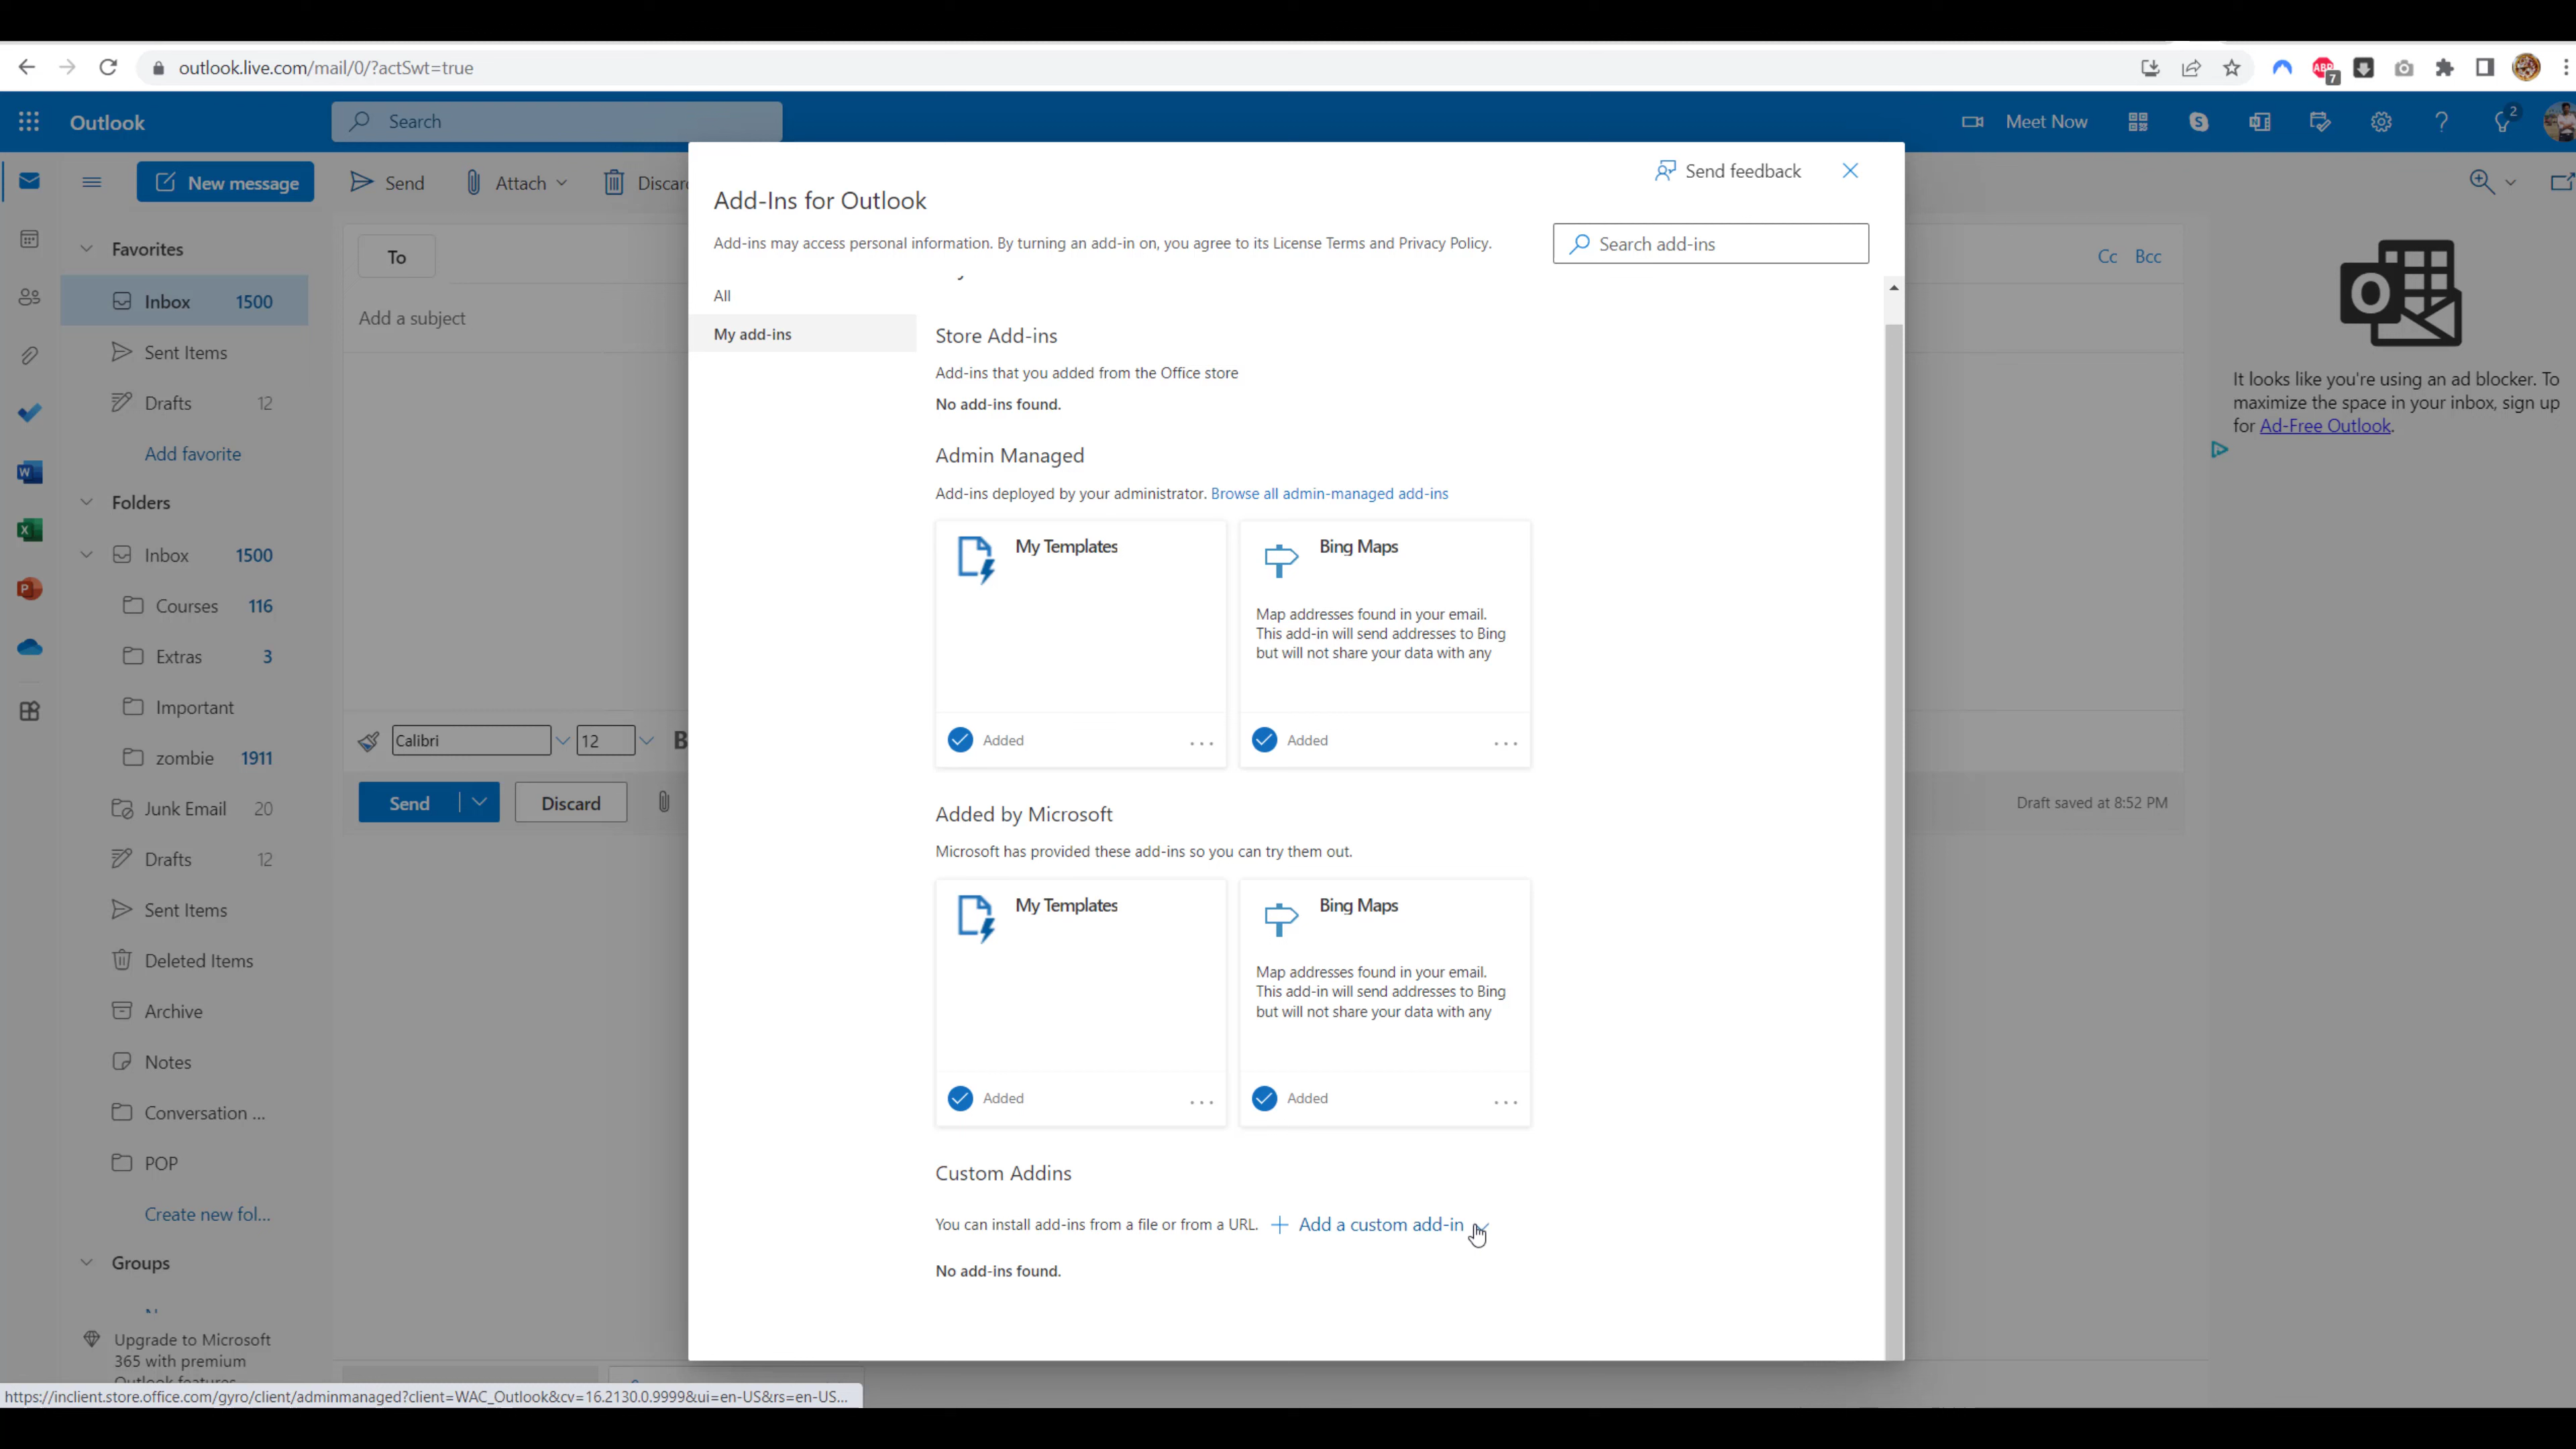 outlook.live.com/mail/0/?actSwt=true
ABP
7
Outlook
Search
Meet Now
2
New message
Send
Attach
Discar
Send feedback
Add-Ins for Outlook
Add-ins may access personal information. By turning an add-in on, you agree to its License Terms and Privacy Policy.
Search add-ins
Favorites
Inbox 1500
Sent Items
Drafts 12
Add favorite
Folders
Inbox 1500
Courses 116
Extras 3
Important
zombie 1911
Junk Email 20
Drafts 12
Sent Items
Deleted Items
Archive
Notes
Conversation ...
POP
Create new fol...
Groups
Upgrade to Microsoft
365 with premium
Outlook features
To
Cc Bcc
Add a subject
Calibri
12
B
Send
Discard
Draft saved at 8:52 PM
All
My add-ins
Store Add-ins
Add-ins that you added from the Office store
No add-ins found.
Admin Managed
Add-ins deployed by your administrator. Browse all admin-managed add-ins
My Templates
Added
...
Bing Maps
Map addresses found in your email.
This add-in will send addresses to Bing
but will not share your data with any
Added
...
Added by Microsoft
Microsoft has provided these add-ins so you can try them out.
My Templates
Added
...
Bing Maps
Map addresses found in your email.
This add-in will send addresses to Bing
but will not share your data with any
Added
...
Custom Addins
You can install add-ins from a file or from a URL. + Add a custom add-in
No add-ins found.
It looks like you're using an ad blocker. To
maximize the space in your inbox, sign up
for Ad-Free Outlook.
https://inclient.store.office.com/gyro/client/adminmanaged?client=WAC_Outlook&cv=16.2130.0.9999&ui=en-US&rs=en-US...